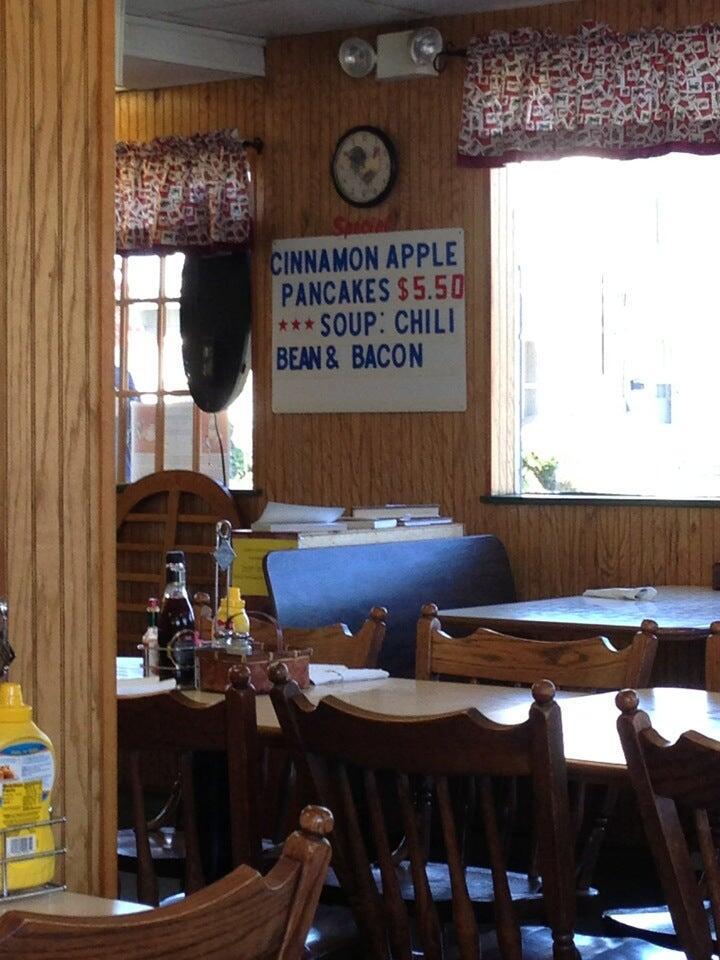 Special
CINNAMON APPLE
PANCAKES $5.50
*** SOUP: CHILI
BEAN & BACON